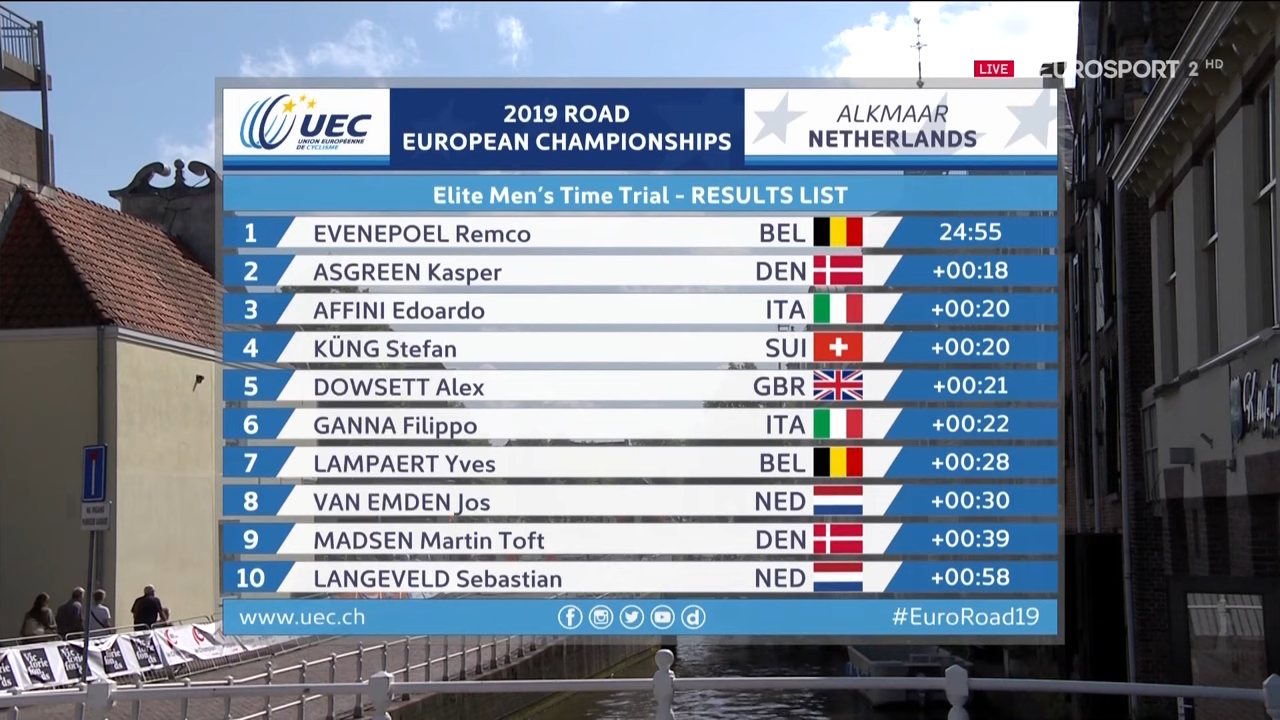 LIVE EUROSPORT 2 HD
UEC
UNION EUROPÉENNE
DE CYCLISME
2019 ROAD
EUROPEAN CHAMPIONSHIPS
ALKMAAR
NETHERLANDS
Elite Men's Time Trial - RESULTS LIST
1 EVENEPOEL Remco BEL 24:55
2 ASGREEN Kasper DEN +00:18
3 AFFINI Edoardo ITA +00:20
4 KÜNG Stefan SUI +00:20
5 DOWSETT Alex GBR +00:21
6 GANNA Filippo ITA +00:22
7 LAMPAERT Yves BEL +00:28
8 VAN EMDEN Jos NED +00:30
9 MADSEN Martin Toft DEN +00:39
10 LANGEVELD Sebastian NED +00:58
www.uec.ch
#EuroRoad19